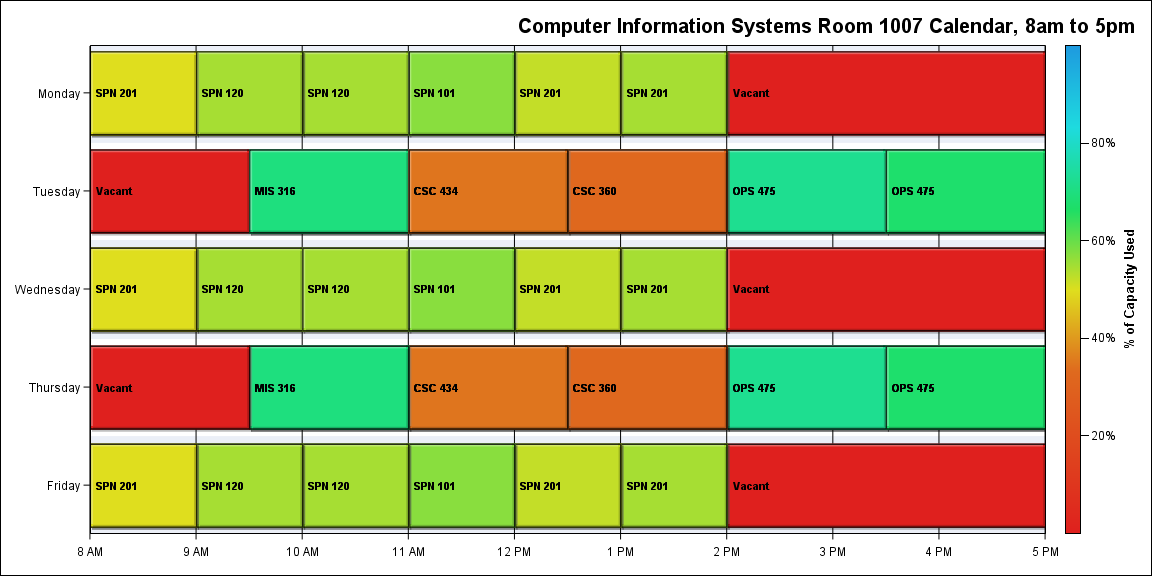 Computer Information Systems Room 1007 Calendar, 8am to 5pm
Monday
SPN 201
SPN 120
SPN 120
SPN 101
SPN 201
SPN 201
Vacant
Tuesday
Vacant
MIS 316
CSC 434
CSC 360
OPS 475
OPS 475
Wednesday
SPN 201
SPN 120
SPN 120
SPN 101
SPN 201
SPN 201
Vacant
Thursday
Vacant
MIS 316
CSC 434
CSC 360
OPS 475
OPS 475
Friday
SPN 201
SPN 120
SPN 120
SPN 101
SPN 201
SPN 201
Vacant
8 AM
9 AM
10 AM
11 AM
12 PM
1 PM
2 PM
3 PM
4 PM
5 PM
80%
60%
40%
20%
% of Capacity Used